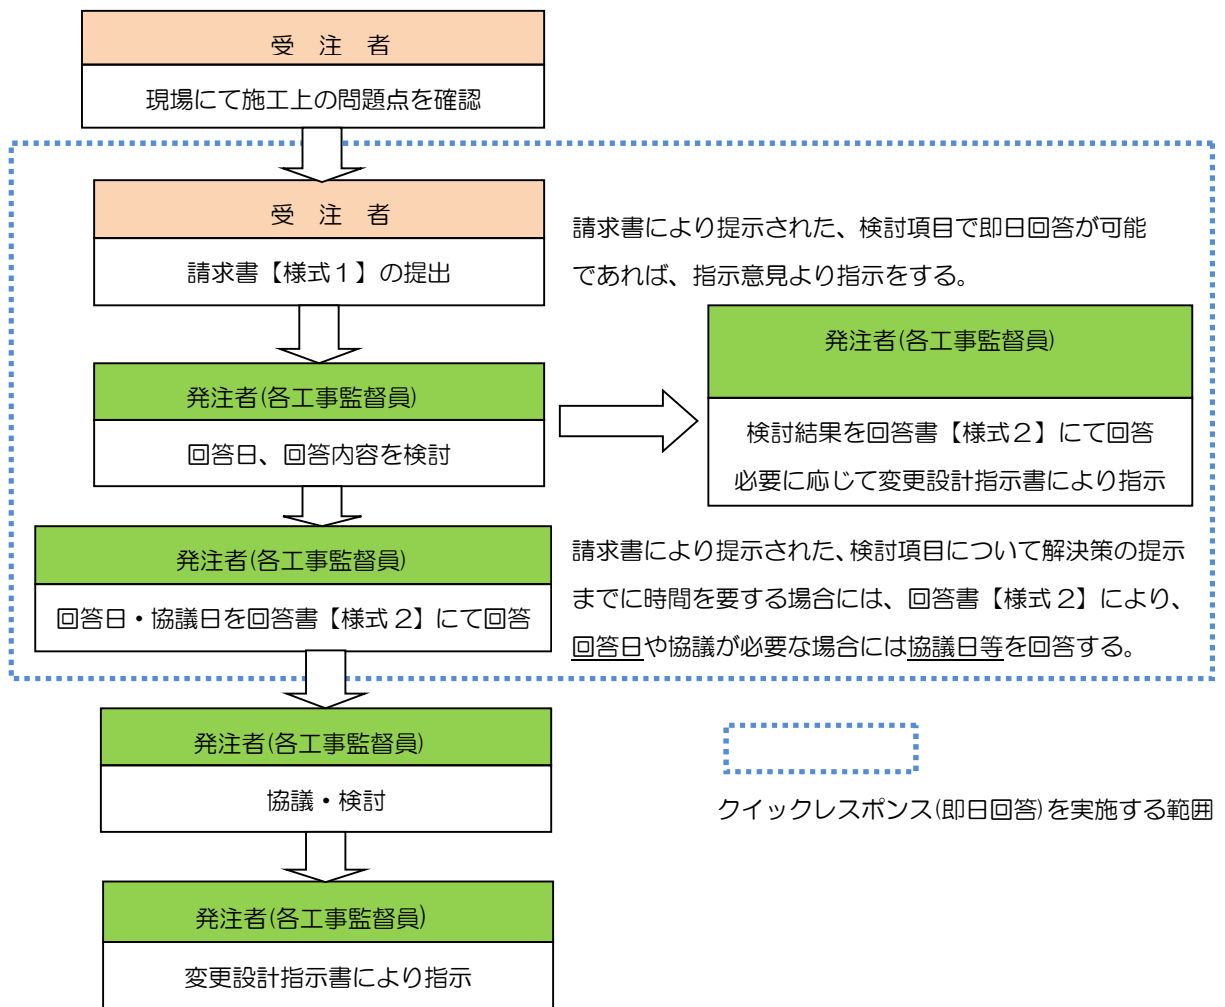 受　注　者
現場にて施工上の問題点を確認
受　注　者
請求書【様式１】の提出
請求書により提示された、検討項目で即日回答が可能
であれば、指示意見より指示をする。
発注者(各工事監督員)
回答日、回答内容を検討
発注者(各工事監督員)
検討結果を回答書【様式２】にて回答
必要に応じて変更設計指示書により指示
発注者(各工事監督員)
回答日・協議日を回答書【様式２】にて回答
請求書により提示された、検討項目について解決策の提示
までに時間を要する場合には、回答書【様式２】により、
回答日や協議が必要な場合には協議日等を回答する。
発注者(各工事監督員)
協議・検討
クイックレスポンス(即日回答)を実施する範囲
発注者(各工事監督員)
変更設計指示書により指示